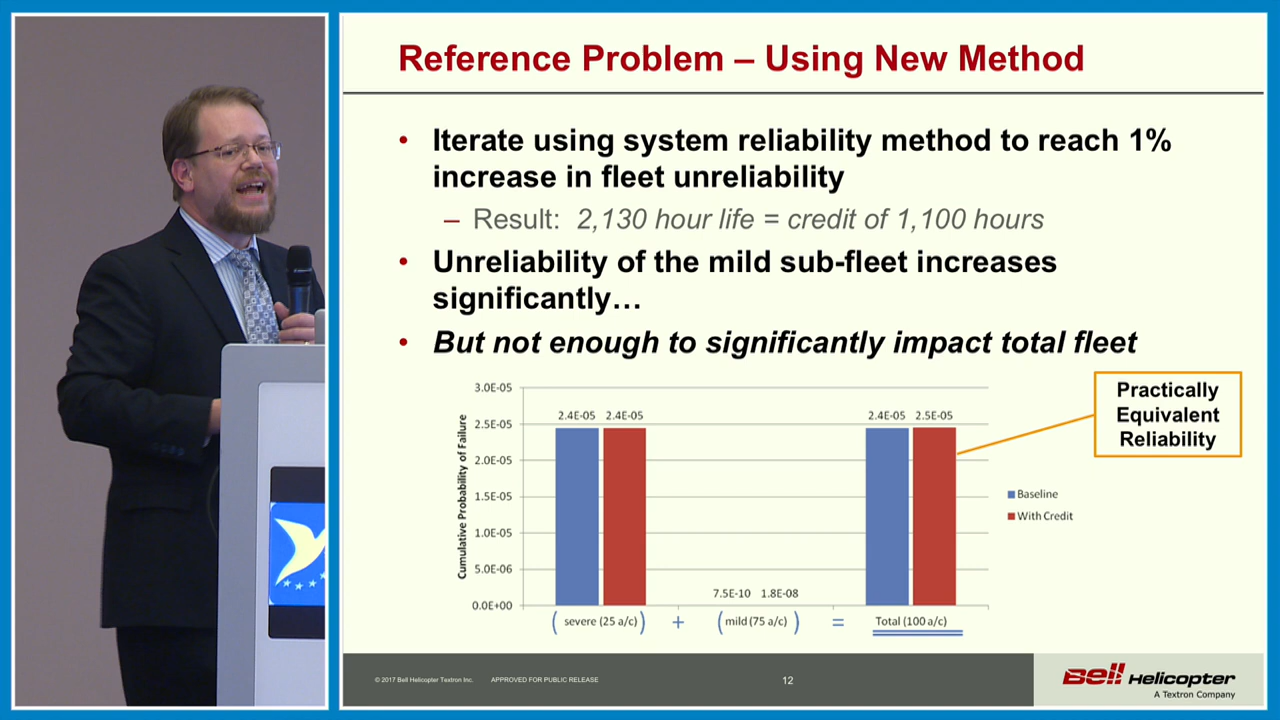 Reference Problem – Using New Method
• Iterate using system reliability method to reach 1%
increase in fleet unreliability
– Result: 2,130 hour life = credit of 1,100 hours
• Unreliability of the mild sub-fleet increases
significantly…
• But not enough to significantly impact total fleet
Practically
Equivalent
Reliability
Cumulative Probability of Failure
3.0E-05
2.5E-05
2.0E-05
1.5E-05
1.0E-05
5.0E-06
0.0E+00
2.4E-05 2.4E-05
7.5E-10 1.8E-08
2.4E-05 2.5E-05
Baseline
With Credit
( severe (25 a/c) ) + ( mild (75 a/c) ) = Total (100 a/c)
© 2017 Bell Helicopter Textron Inc. APPROVED FOR PUBLIC RELEASE
12
Bell Helicopter
A Textron Company